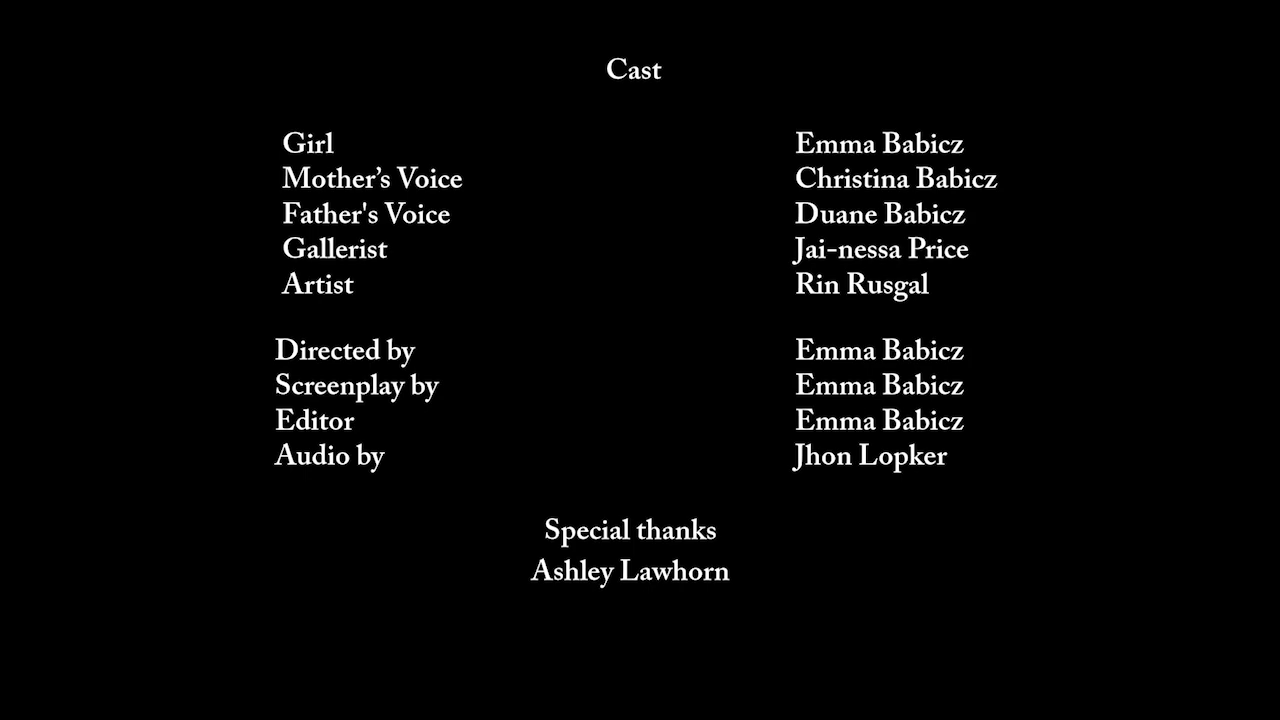 Cast
Girl Emma Babicz
Mother’s Voice Christina Babicz
Father's Voice Duane Babicz
Gallerist Jai-nessa Price
Artist Rin Rusgal
Directed by Emma Babicz
Screenplay by Emma Babicz
Editor Emma Babicz
Audio by Jhon Lopker
Special thanks
Ashley Lawhorn